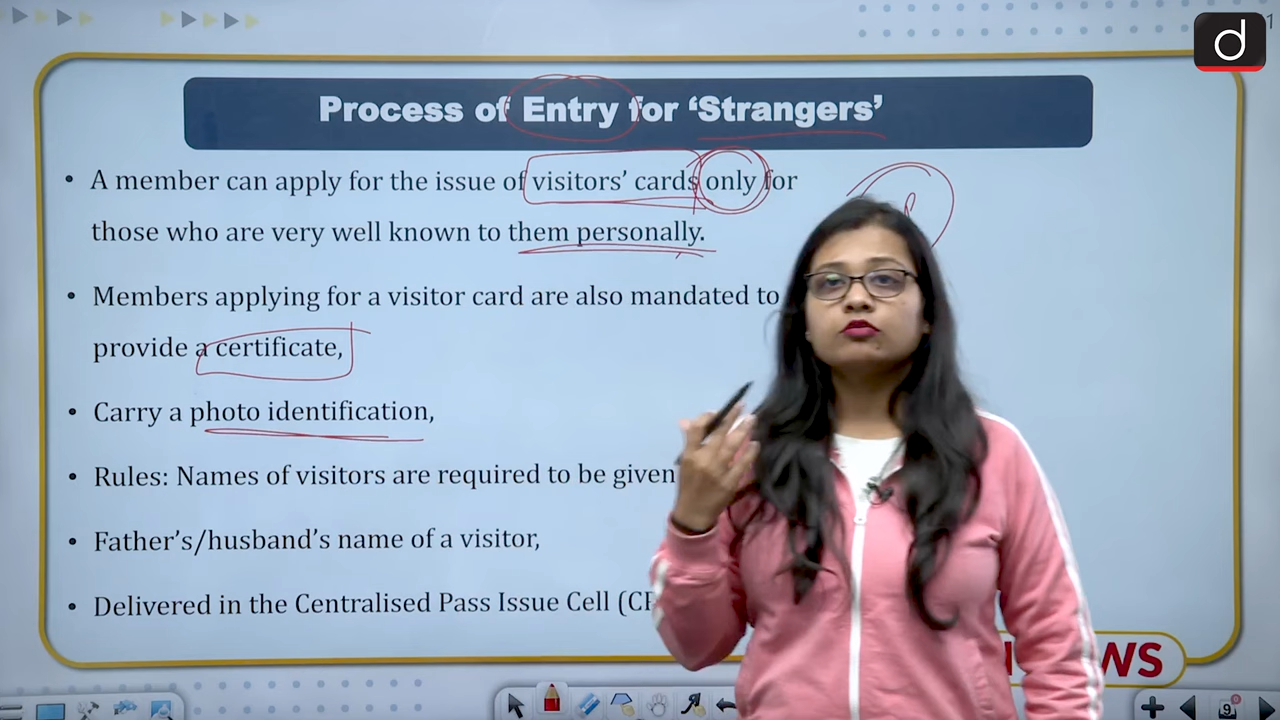 d
1
Process of Entry for ‘Strangers’
• A member can apply for the issue of visitors’ cards only for
those who are very well known to them personally.
• Members applying for a visitor card are also mandated to
provide a certificate,
• Carry a photo identification,
• Rules: Names of visitors are required to be given
• Father’s/husband’s name of a visitor,
• Delivered in the Centralised Pass Issue Cell
9